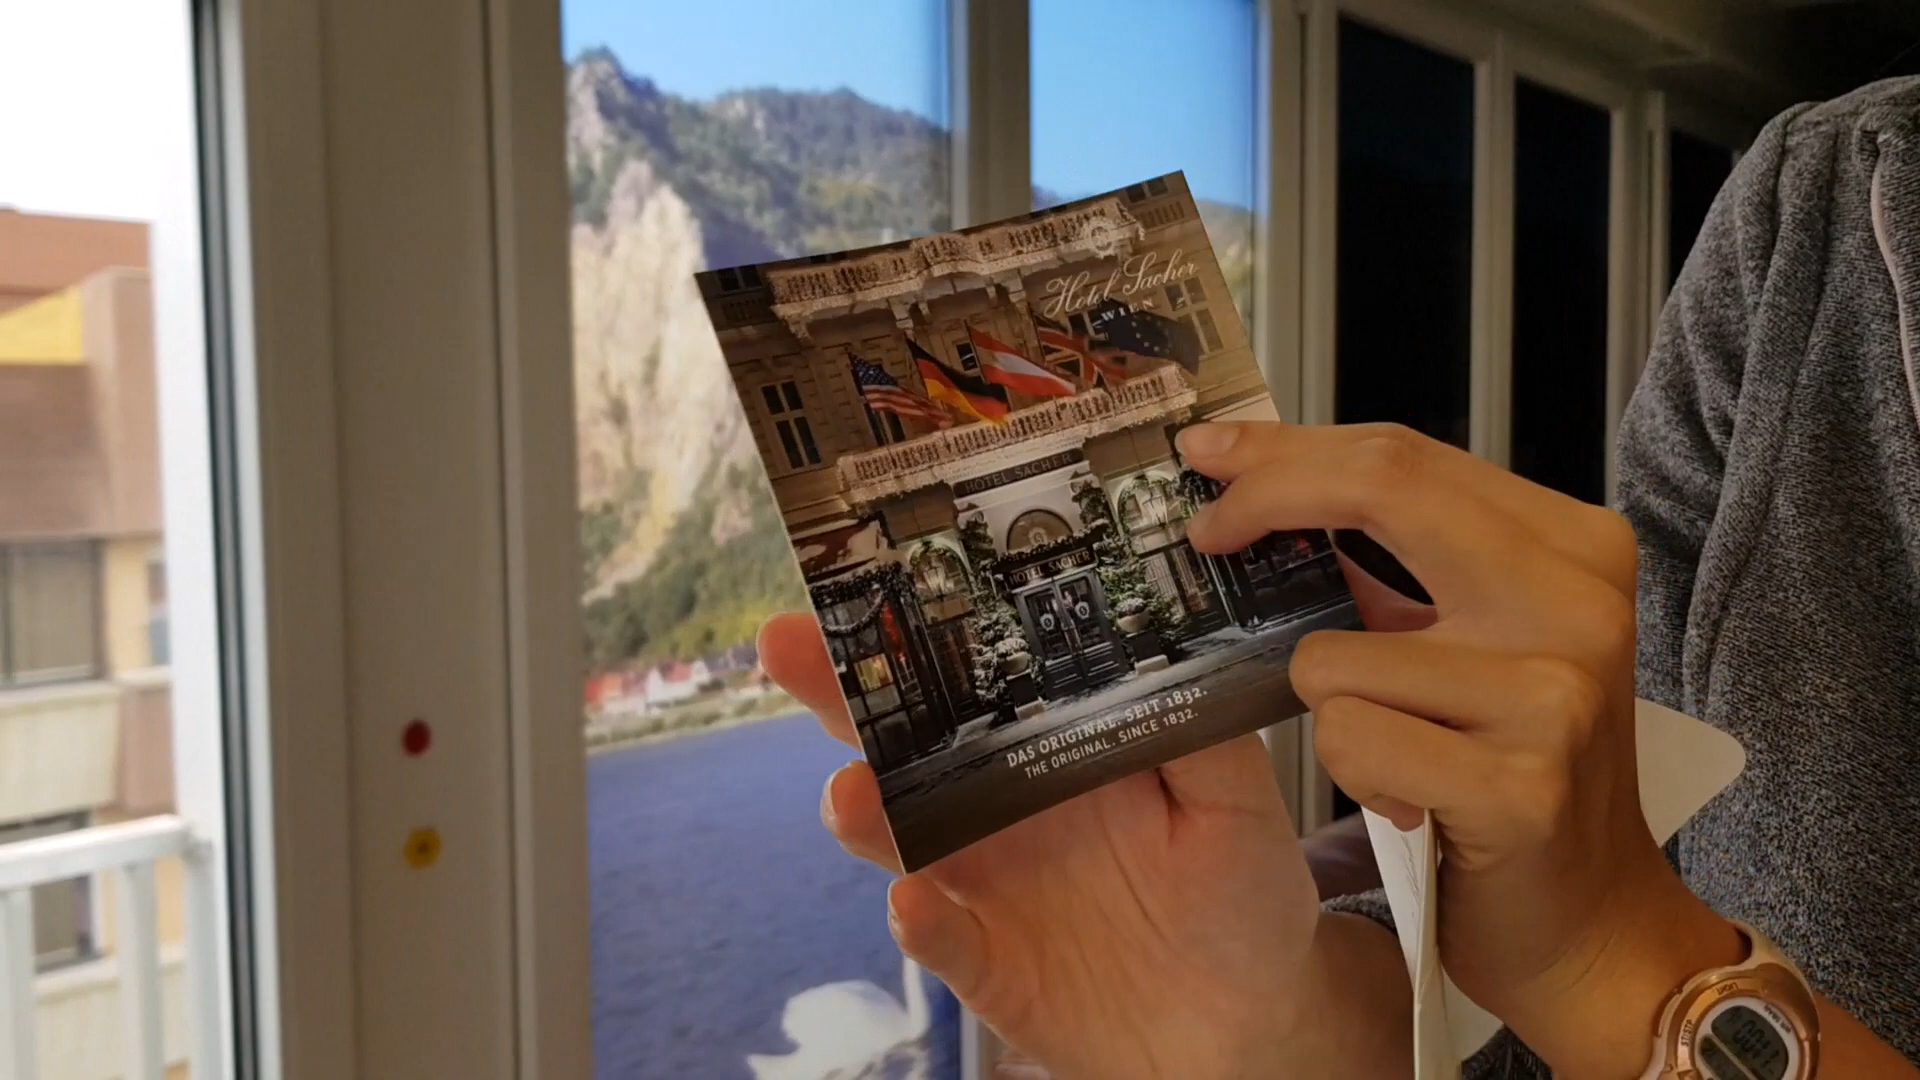 Hotel Sacher
WIEN
HOTEL SACHER
HOTEL SACHER
DAS ORIGINAL. SEIT 1832.
THE ORIGINAL. SINCE 1832.